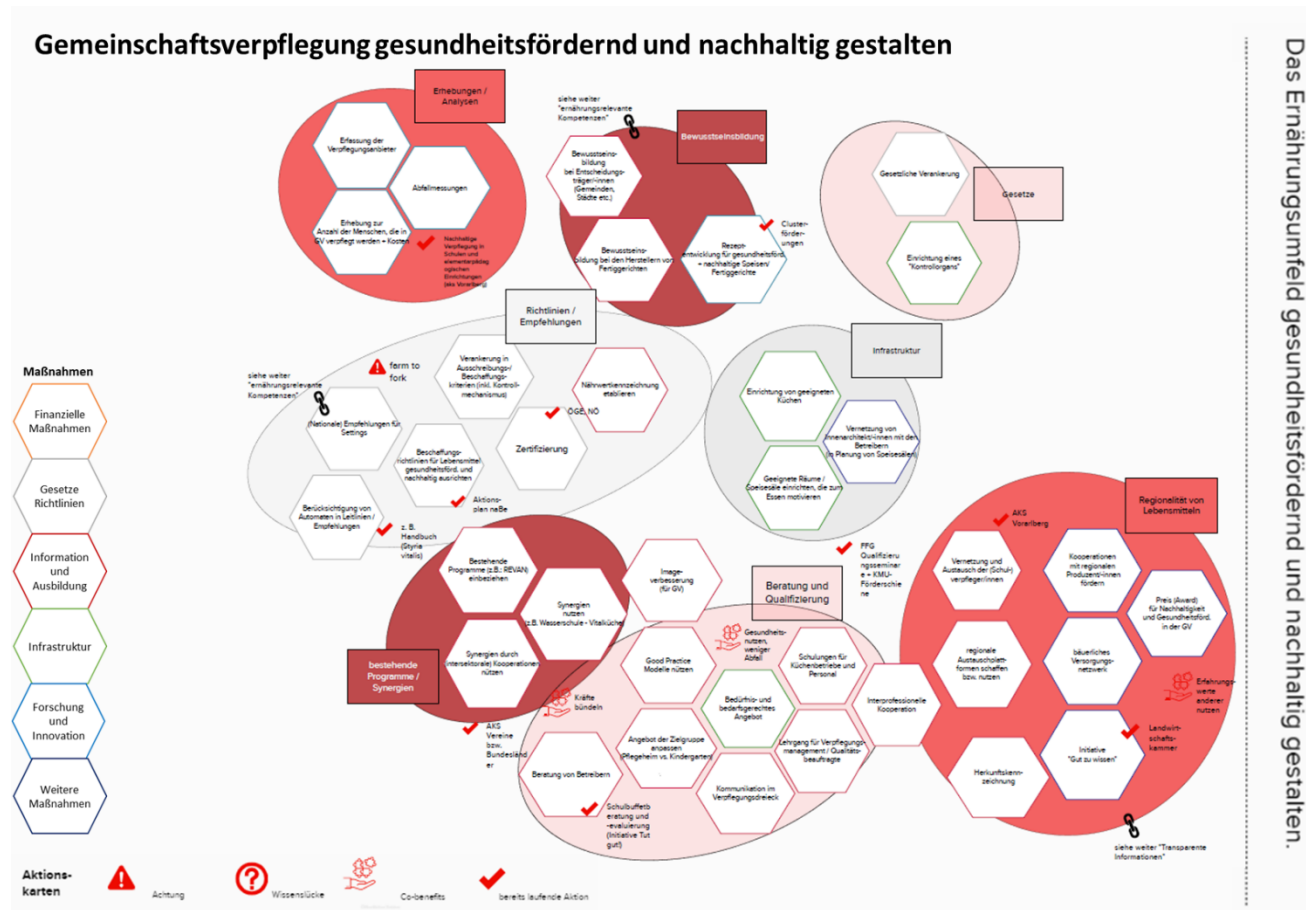 Gemeinschaftsverpflegung gesundheitsfördernd und nachhaltig gestalten
Erhebungen /
Analysen
Erfassung der
Verpflegungsanbieter
Abfallmessungen
Erhebung zur
Anzahl der Menschen, die in
GV verpflegt werden + Kosten
Nachhaltige
Verpflegung in
Schulen und
elementarpädag
ogischen
Einrichtungen
(aks Vorarlberg)
siehe weiter
"ernährungsrelevante
Kompetenzen"
Bewusstseinsbildung
Bewusstseins-
bildung
bei Entscheidungs-
träger/-innen
(Gemeinden,
Städte etc.)
Bewusstseins-
bildung bei den Herstellern von
Fertiggerichten
Rezept-
entwicklung für gesundheitsförd.
+ nachhaltige Speisen/
Fertiggerichte
Cluster-
förder-
ungen
Gesetze
Gesetzliche Verankerung
Einrichtung eines
"Kontrollorgans"
Richtlinien /
Empfehlungen
siehe weiter
"ernährungsrelevante
Kompetenzen"
farm to
fork
Verankerung in
Ausschreibungs-/
Beschaffungs-
kriterien (inkl. Kontroll-
mechanismus)
Nährwertkennzeichnung
etablieren
(Nationale) Empfehlungen für
Settings
ÖGE, NÖ
Zertifizierung
Beschaffungs-
richtlinien für Lebensmittel
gesundheitsförd. und
nachhaltig ausrichten
Aktions-
plan naBe
Berücksichtigung von
Automaten in Leitlinien /
Empfehlungen
z. B.
Handbuch
(Styria
vitalis)
Infrastruktur
Einrichtung von geeigneten
Küchen
Vernetzung von
Innenarchitekt/-innen mit den
Betreibern
(in Planung von Speisesälen)
Geeignete Räume /
Speisesäle einrichten, die zum
Essen motivieren
FFG
Qualifizieru
ngsseminar
e + KMU-
Förderschie
ne
Maßnahmen
Finanzielle
Maßnahmen
Gesetze
Richtlinien
Information
und
Ausbildung
Infrastruktur
Forschung
und
Innovation
Weitere
Maßnahmen
bestehende
Programme /
Synergien
Bestehende
Programme (z.B.: REVAN)
einbeziehen
Synergien
nutzen
(z.B. Wasserschule - Vitalküche)
Synergien durch
(intersektorale) Kooperationen
nützen
AKS
Vereine
bzw.
Bundesländ
er
Kräfte
bündeln
Image-
verbesserung
(für GV)
Beratung und
Qualifizierung
Gesundheits-
nutzen,
weniger
Abfall
Good Practice
Modelle nützen
Schulungen für
Küchenbetriebe und
Personal
Bedürfnis- und
bedarfsgerechtes
Angebot
Interprofessionelle
Kooperation
Angebot der Zielgruppe
anpassen
(Pflegeheim vs. Kindergarten)
Lehrgang für Verpflegungs-
management / Qualitäts-
beauftragte
Beratung von Betreibern
Kommunikation im
Verpflegungsdreieck
Schulbuffetb
eratung und
-evaluierung
(Initiative Tut
gut!)
Regionalität von
Lebensmitteln
AKS
Vorarlberg
Vernetzung und
Austausch der (Schul-)
verpfleger/innen
Kooperationen
mit regionalen
Produzent/-innen
fördern
Preis (Award)
für Nachhaltigkeit
und Gesundheitsförd.
in der GV
regionale
Austauschplatt-
formen schaffen
bzw. nutzen
bäuerliches
Versorgungs-
netzwerk
Erfahrungs-
werte
anderer
nutzen
Initiative
"Gut zu wissen"
Landwirt-
schafts-
kammer
Herkunftskenn-
zeichnung
siehe weiter "Transparente
Informationen"
Aktions-
karten
Achtung
Wissenslücke
Co-benefits
bereits laufende Aktion
Das Ernährungsumfeld gesundheitsfördernd und nachhaltig gestalten.